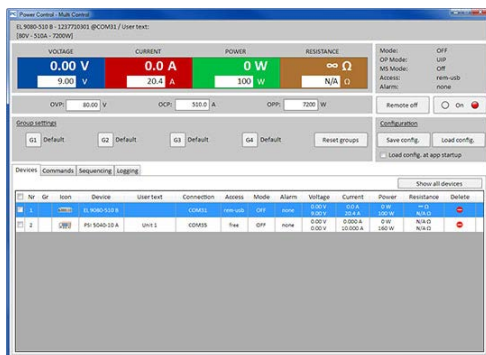 Power Control - Multi Control
EL 9080-510 B - 1237710001 @COM31 / User text:
[80V - 510A - 7200W]
VOLTAGE CURRENT POWER RESISTANCE
0.00 V 0.0 A 0 W ∞ Ω
9.00 V 20.4 A 100 W N/A Ω
OVP: 80.00 V OCP: 510.0 A OPP: 7200 W
Mode: OFF
OP Mode: UIP
MS Mode: Off
Access: rem-usb
Alarm: none
Remote off On
Group settings
G1 Default G2 Default G3 Default G4 Default Reset groups
Configuration
Save config. Load config.
Load config. at app startup
Devices Commands Sequencing Logging
Show all devices
Nr Gr Icon Device User text Connection Access Mode Alarm Voltage Current Power Resistance Delete
1 EL 9080-510 B COM31 rem-usb OFF none 0.00 V 0.0 A 0 W ∞ Ω
9.00 V 20.4 A 100 W N/A Ω
2 PSI 5040-10 A Unit 1 COM35 free OFF none 0.00 V 0.000 A 0 W N/A Ω
0.00 V 10.000 A 160 W N/A Ω